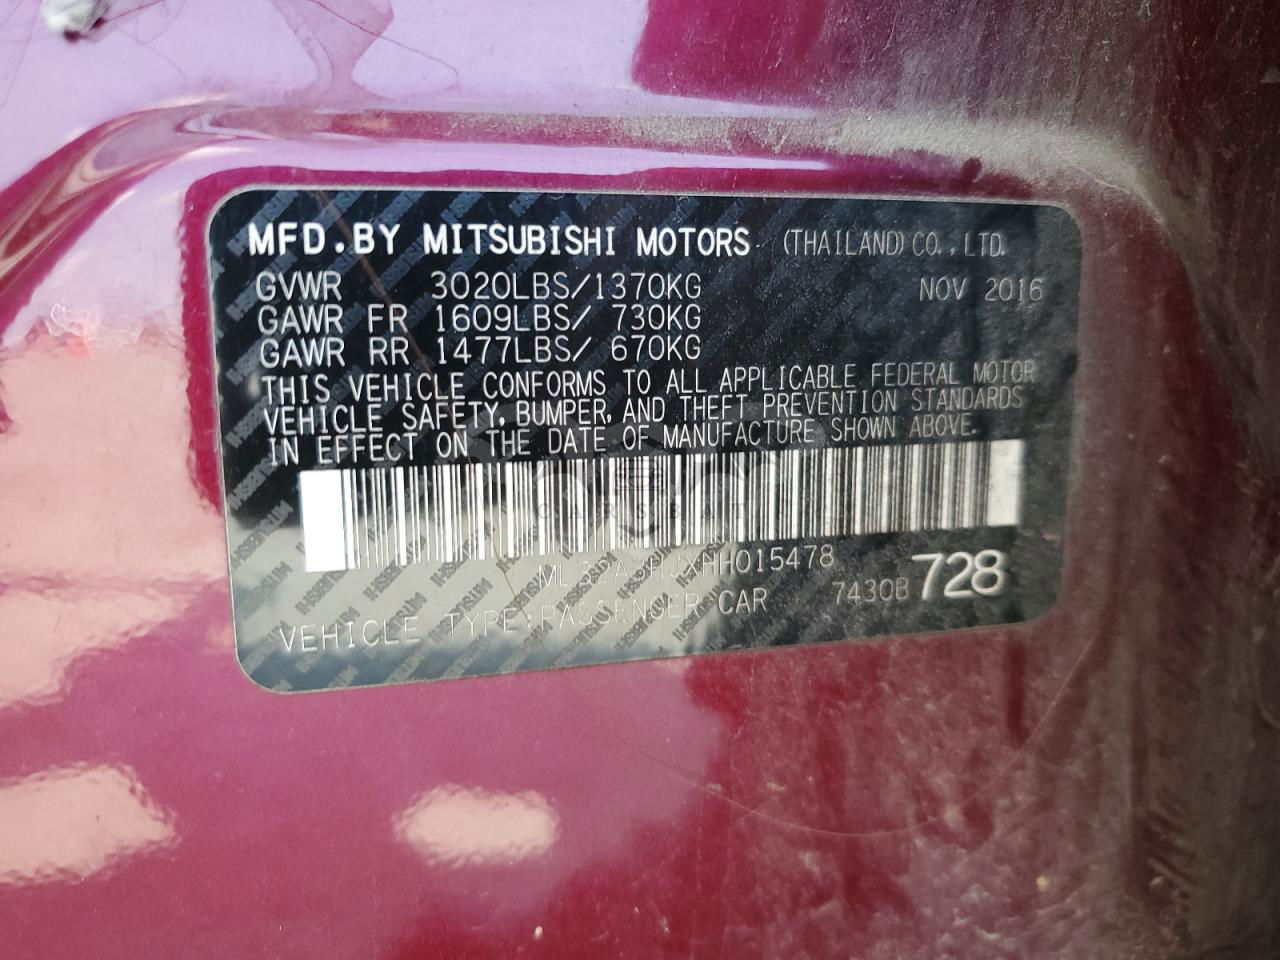 MFD.BY MITSUBISHI MOTORS (THAILAND) CO., LTD.
GVWR 3020LBS/1370KG NOV 2016
GAWR FR 1609LBS/ 730KG
GAWR RR 1477LBS/ 670KG
THIS VEHICLE CONFORMS TO ALL APPLICABLE FEDERAL MOTOR
VEHICLE SAFETY, BUMPER, AND THEFT PREVENTION STANDARDS
IN EFFECT ON THE DATE OF MANUFACTURE SHOWN ABOVE.
ML32A3HJXHH015478
VEHICLE TYPE:PASSENGER CAR 7430B 728